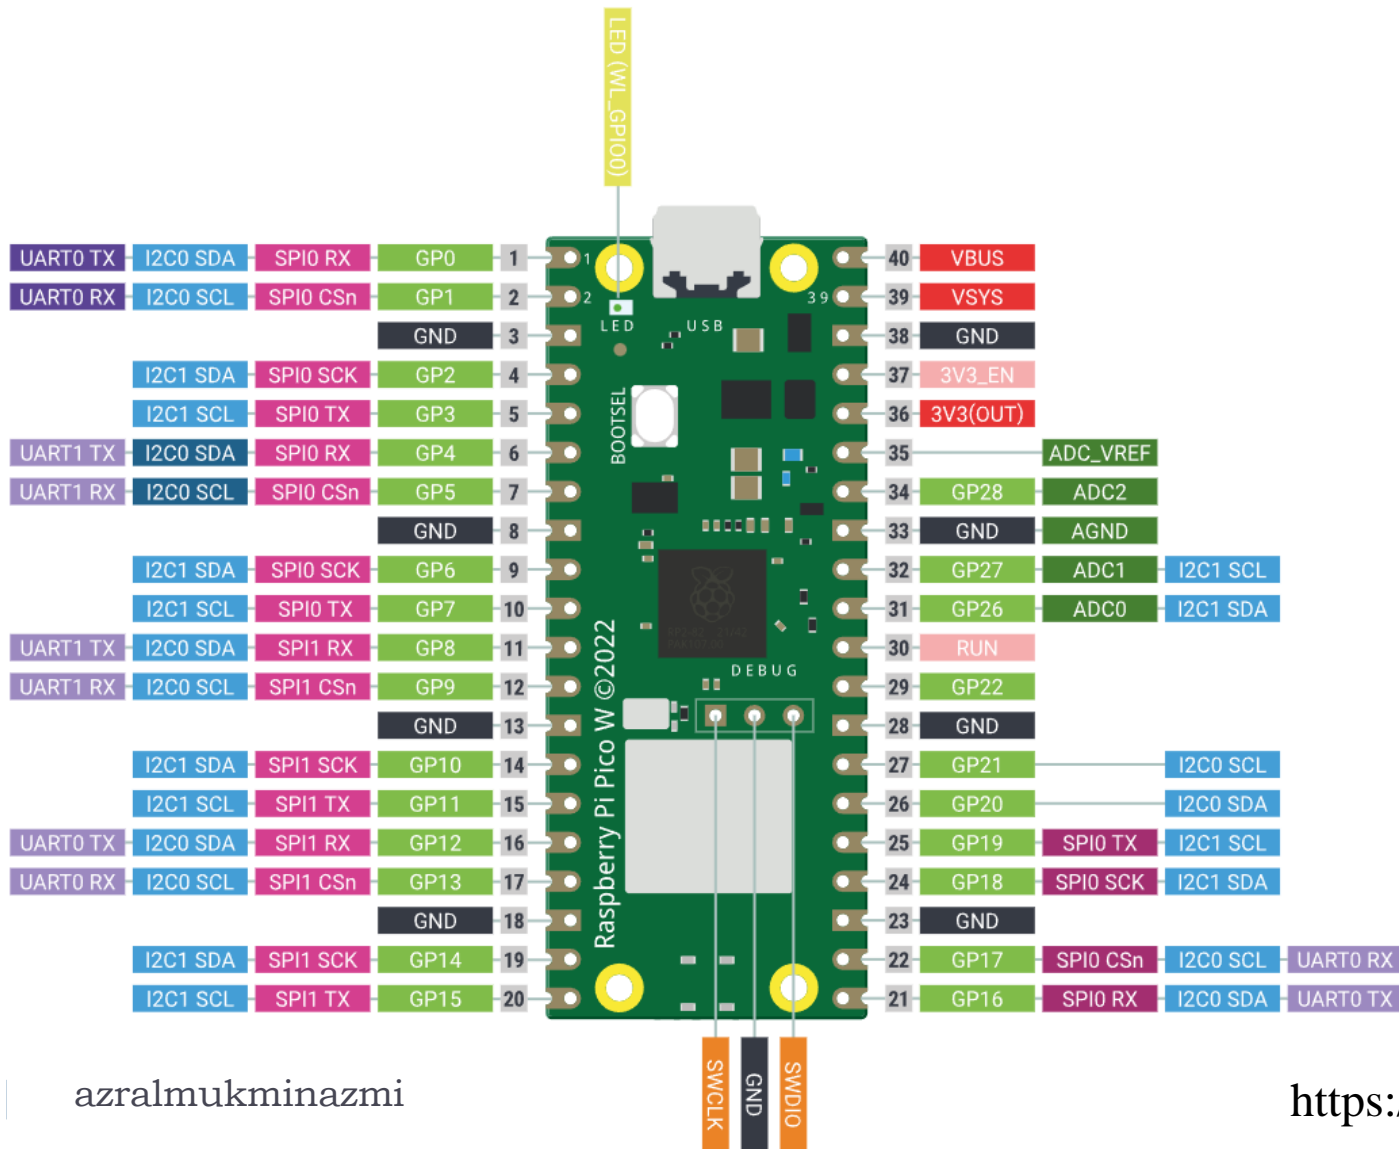 LED (WL_GPIO0)
UART0 TX I2C0 SDA SPI0 RX GP0 1 1 40 VBUS
UART0 RX I2C0 SCL SPI0 CSn GP1 2 2 39 39 VSYS
GND 3 LED USB 38 GND
I2C1 SDA SPI0 SCK GP2 4 37 3V3_EN
I2C1 SCL SPI0 TX GP3 5 BOOTSEL 36 3V3(OUT)
UART1 TX I2C0 SDA SPI0 RX GP4 6 35 ADC_VREF
UART1 RX I2C0 SCL SPI0 CSn GP5 7 34 GP28 ADC2
GND 8 33 GND AGND
I2C1 SDA SPI0 SCK GP6 9 32 GP27 ADC1 I2C1 SCL
I2C1 SCL SPI0 TX GP7 10 31 GP26 ADC0 I2C1 SDA
UART1 TX I2C0 SDA SPI1 RX GP8 11 30 RUN
DEBUG
UART1 RX I2C0 SCL SPI1 CSn GP9 12 29 GP22
GND 13 28 GND
I2C1 SDA SPI1 SCK GP10 14 27 GP21 I2C0 SCL
I2C1 SCL SPI1 TX GP11 15 26 GP20 I2C0 SDA
Raspberry Pi Pico W ©2022
UART0 TX I2C0 SDA SPI1 RX GP12 16 25 GP19 SPI0 TX I2C1 SCL
UART0 RX I2C0 SCL SPI1 CSn GP13 17 24 GP18 SPI0 SCK I2C1 SDA
GND 18 23 GND
I2C1 SDA SPI1 SCK GP14 19 22 GP17 SPI0 CSn I2C0 SCL UART0 RX
I2C1 SCL SPI1 TX GP15 20 21 GP16 SPI0 RX I2C0 SDA UART0 TX
SWCLK GND SWDIO
azralmukminazmi
https:/